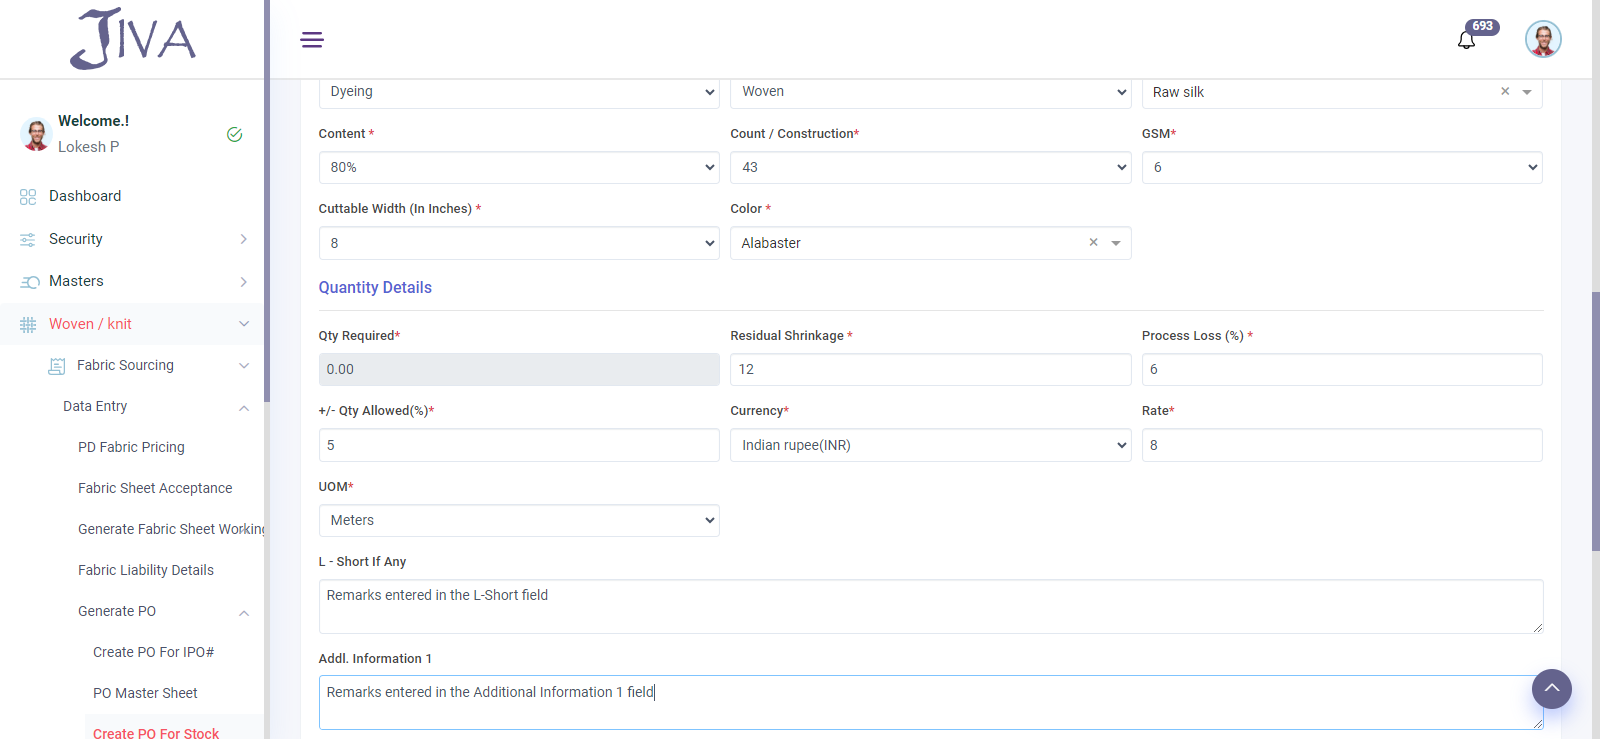 JIVA
693
Welcome.!
Lokesh P
Dashboard
Security
Masters
Woven / knit
Fabric Sourcing
Data Entry
PD Fabric Pricing
Fabric Sheet Acceptance
Generate Fabric Sheet Working
Fabric Liability Details
Generate PO
Create PO For IPO#
PO Master Sheet
Create PO For Stock
Dyeing
Woven
Raw silk
Content *
Count / Construction*
GSM*
80%
43
6
Cuttable Width (In Inches) *
Color *
8
Alabaster
Quantity Details
Qty Required*
Residual Shrinkage *
Process Loss (%) *
0.00
12
6
+/- Qty Allowed(%)*
Currency*
Rate*
5
Indian rupee(INR)
8
UOM*
Meters
L - Short If Any
Remarks entered in the L-Short field
Addl. Information 1
Remarks entered in the Additional Information 1 field